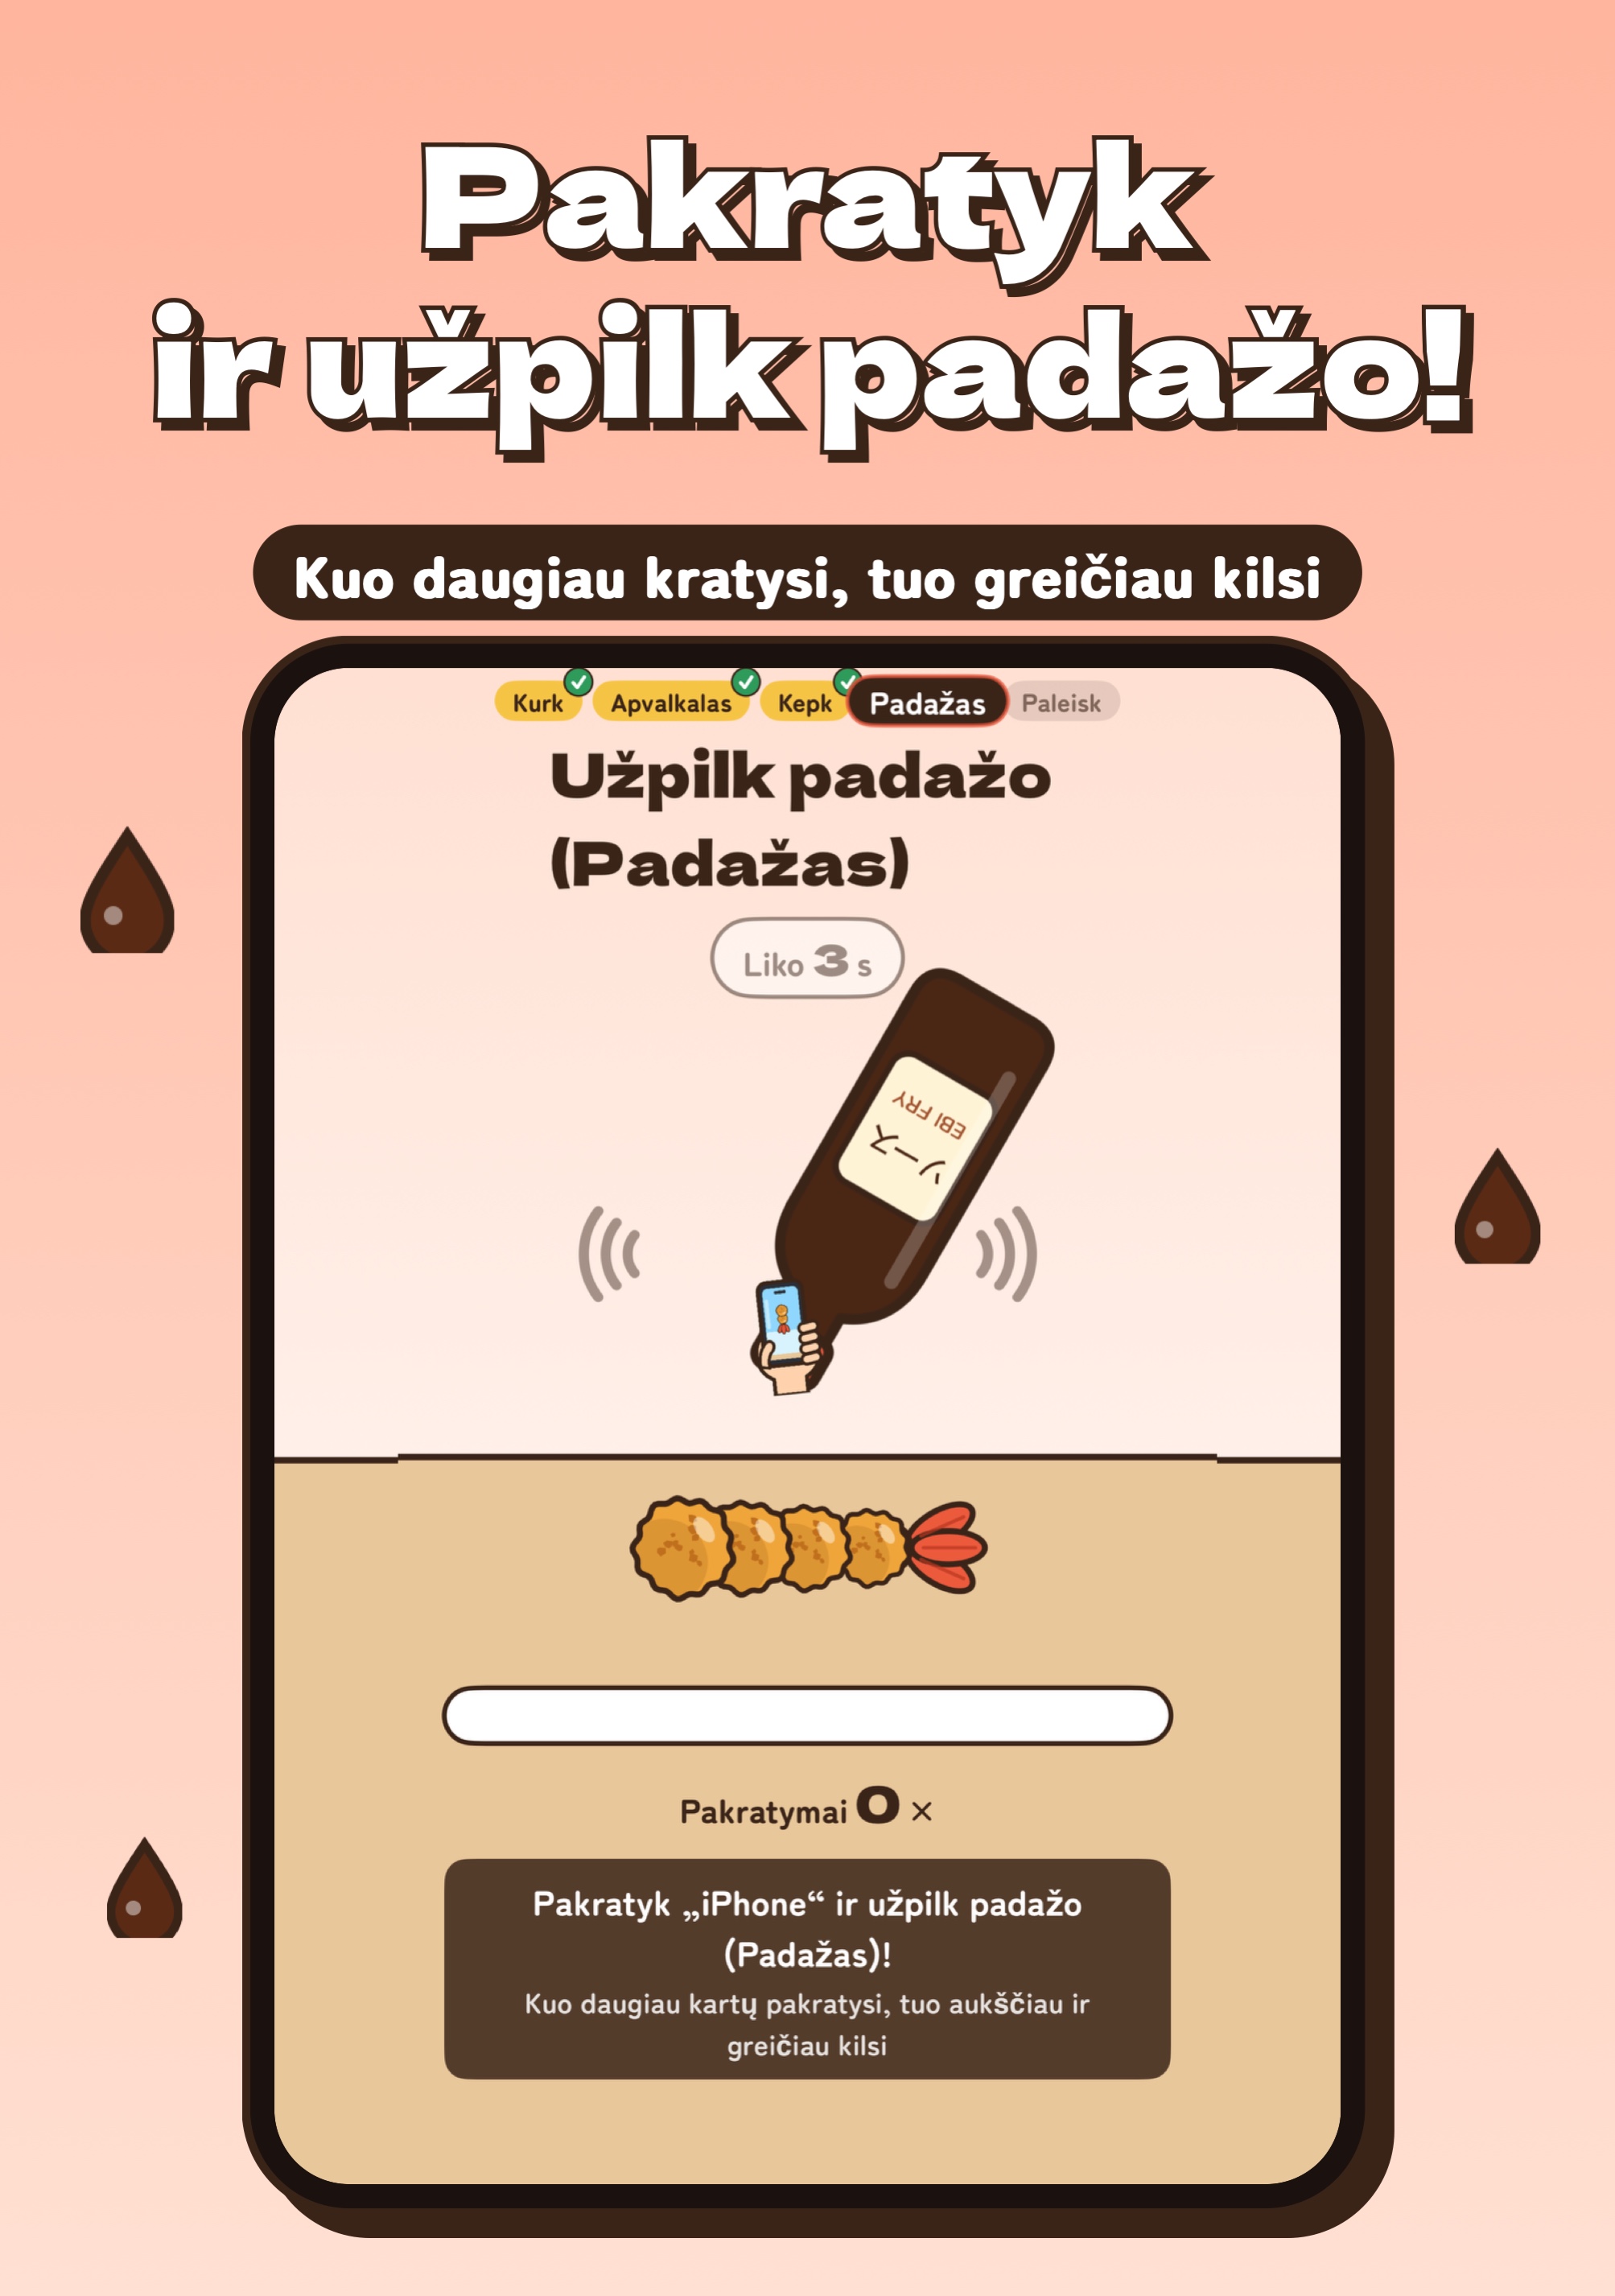 Pakratyk
ir užpilk padažo!
Kuo daugiau kratysi, tuo greičiau kilsi
Kurk Apvalkalas Kepk Padažas Paleisk
Užpilk padažo
(Padažas)
Liko 3 s
ソース
EBI FRY
Pakratymai 0 ×
Pakratyk „iPhone“ ir užpilk padažo
(Padažas)!
Kuo daugiau kartų pakratysi, tuo aukščiau ir
greičiau kilsi